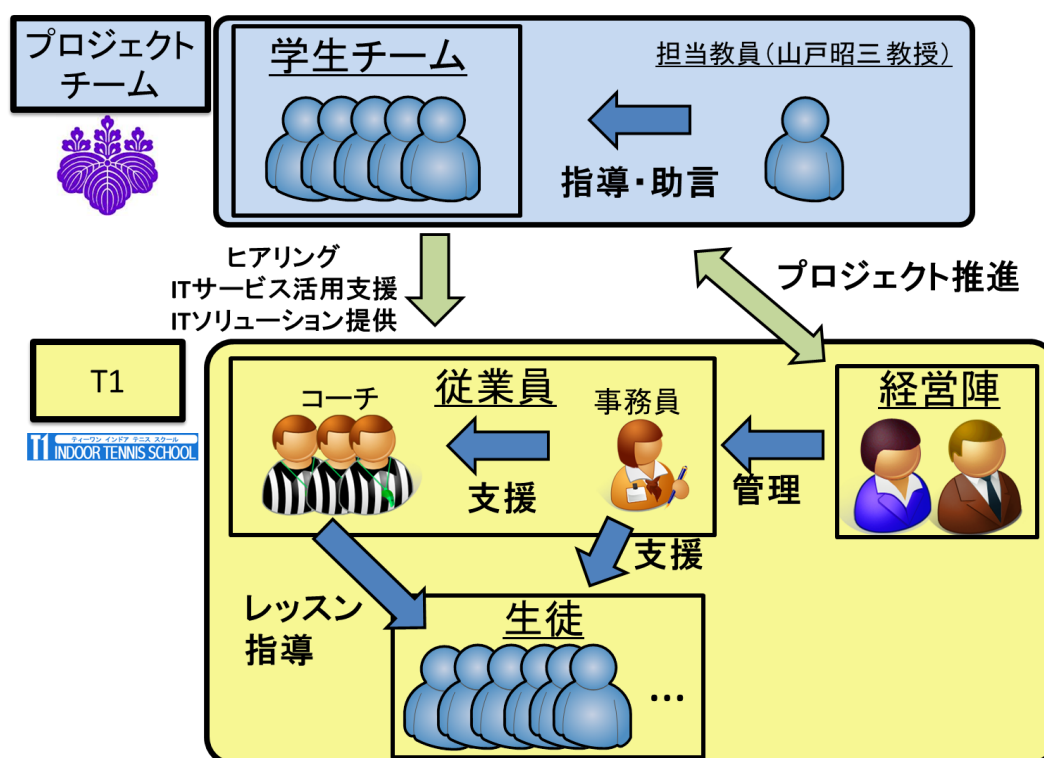 プロジェクト
チーム
学生チーム
担当教員(山戸昭三 教授)
指導・助言
ヒアリング
ITサービス活用支援
ITソリューション提供
プロジェクト推進
T1
ティーワン インドア テニス スクール
T1 INDOOR TENNIS SCHOOL
従業員
コーチ
事務員
支援
経営陣
管理
支援
レッスン
指導
生徒
…